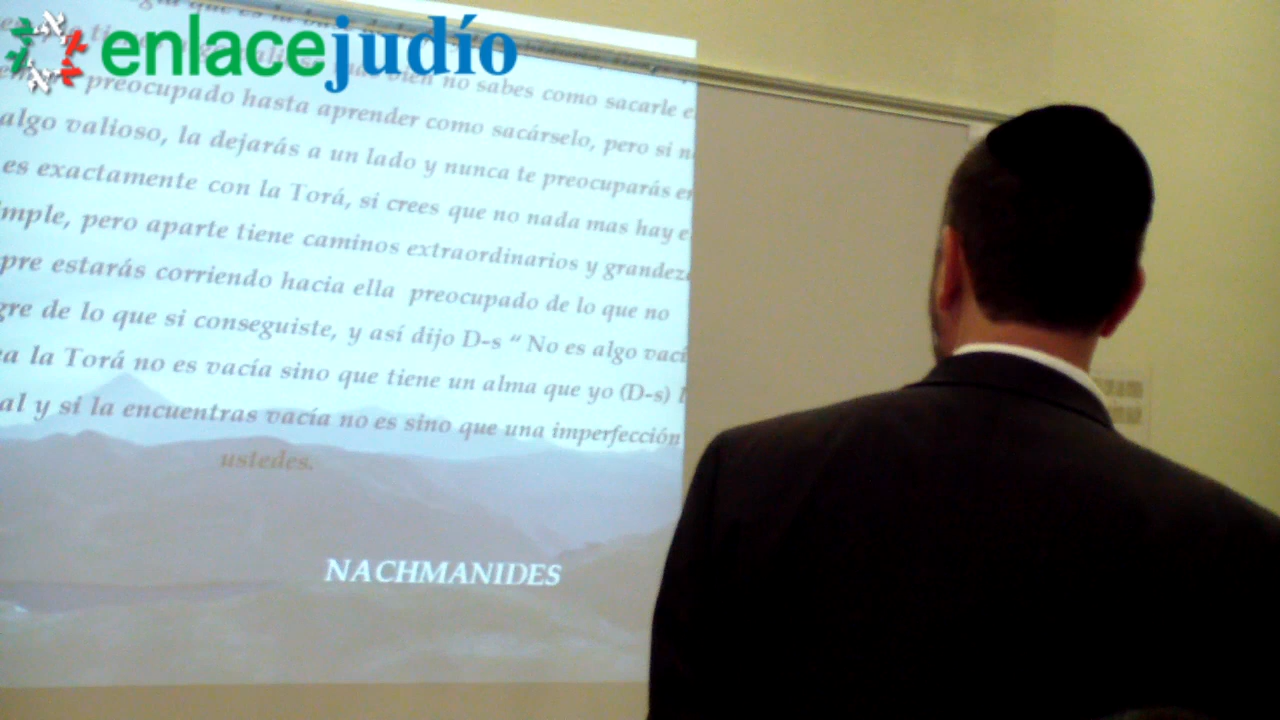 enlacejudío
no sabes como sacarle
preocupado hasta aprender como sacárselo, pero si
algo valioso, la dejarás a un lado y nunca te preocuparás
es exactamente con la Torá, si crees que no nada mas hay
pero aparte tiene caminos extraordinarios y
estarás corriendo hacia ella preocupado de lo que no
de lo que si conseguiste, y así dijo D-s “ No es algo
la Torá no es vacía sino que tiene un alma que yo (D-s)
y si la encuentras vacía no es sino que una imperfección
ustedes.
NACHMANIDES